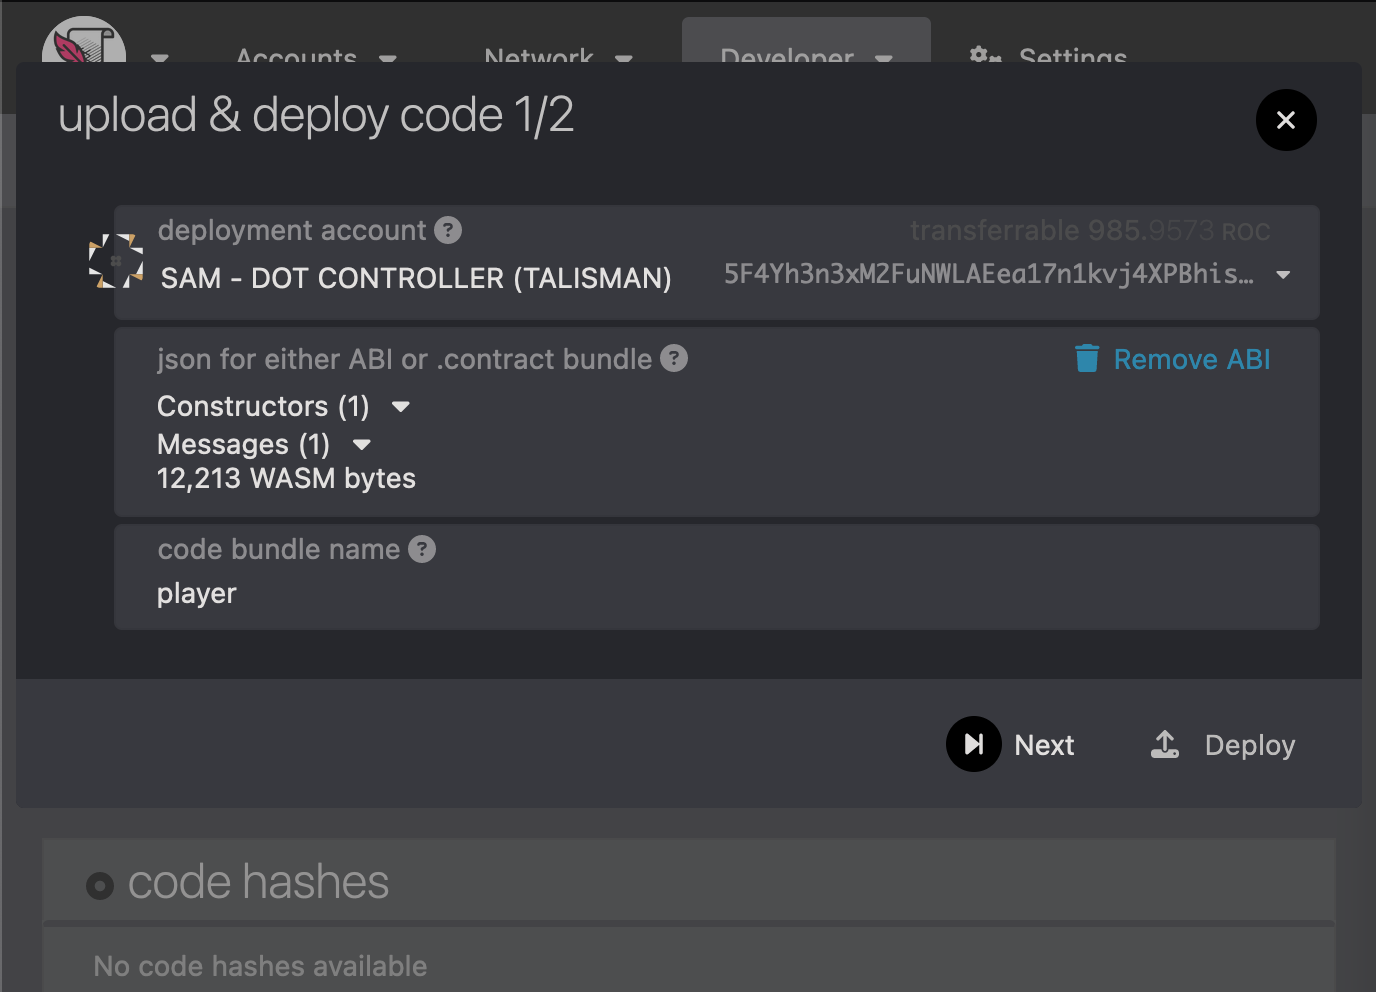 Accounts
Network
Developer
Settings
upload & deploy code 1/2
deployment account
transferrable 985.9573 ROC
SAM - DOT CONTROLLER (TALISMAN)
5F4Yh3n3xM2FuNWLAEea17n1kvj4XPBhis…
json for either ABI or .contract bundle
Remove ABI
Constructors (1)
Messages (1)
12,213 WASM bytes
code bundle name
player
Next
Deploy
code hashes
No code hashes available